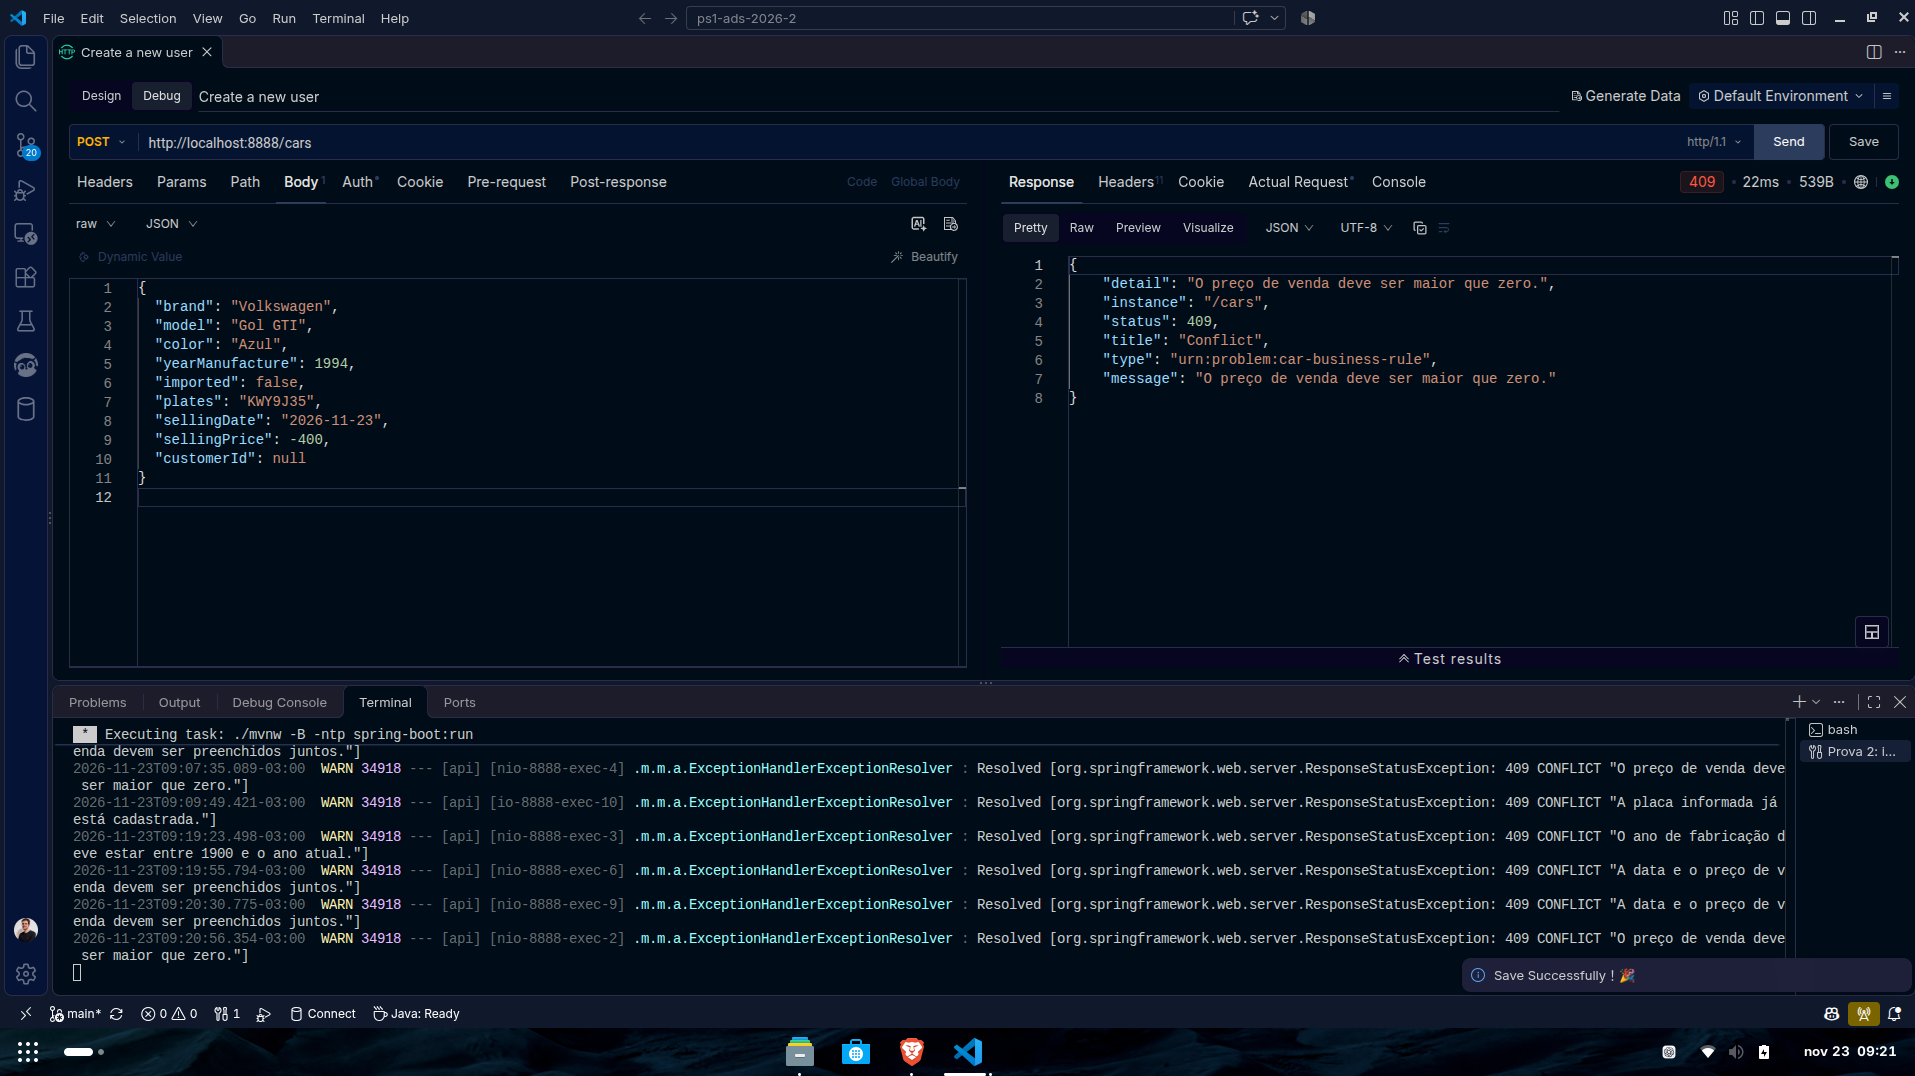 File Edit Selection View Go Run Terminal Help
ps1-ads-2026-2
HTTP Create a new user
Design Debug Create a new user
Generate Data Default Environment
POST http://localhost:8888/cars http/1.1 Send Save
Headers Params Path Body 1 Auth Cookie Pre-request Post-response Code Global Body
raw JSON
Dynamic Value Beautify
1 {
2 "brand": "Volkswagen",
3 "model": "Gol GTI",
4 "color": "Azul",
5 "yearManufacture": 1994,
6 "imported": false,
7 "plates": "KWY9J35",
8 "sellingDate": "2026-11-23",
9 "sellingPrice": -400,
10 "customerId": null
11 }
12
Response Headers 11 Cookie Actual Request Console 409 22ms 539B
Pretty Raw Preview Visualize JSON UTF-8
1 {
2 "detail": "O preço de venda deve ser maior que zero.",
3 "instance": "/cars",
4 "status": 409,
5 "title": "Conflict",
6 "type": "urn:problem:car-business-rule",
7 "message": "O preço de venda deve ser maior que zero."
8 }
Test results
20
Problems Output Debug Console Terminal Ports
* Executing task: ./mvnw -B -ntp spring-boot:run
enda devem ser preenchidos juntos."]
2026-11-23T09:07:35.089-03:00 WARN 34918 --- [api] [nio-8888-exec-4] .m.m.a.ExceptionHandlerExceptionResolver : Resolved [org.springframework.web.server.ResponseStatusException: 409 CONFLICT "O preço de venda deve
ser maior que zero."]
2026-11-23T09:09:49.421-03:00 WARN 34918 --- [api] [io-8888-exec-10] .m.m.a.ExceptionHandlerExceptionResolver : Resolved [org.springframework.web.server.ResponseStatusException: 409 CONFLICT "A placa informada já
está cadastrada."]
2026-11-23T09:19:23.498-03:00 WARN 34918 --- [api] [nio-8888-exec-3] .m.m.a.ExceptionHandlerExceptionResolver : Resolved [org.springframework.web.server.ResponseStatusException: 409 CONFLICT "O ano de fabricação d
eve estar entre 1900 e o ano atual."]
2026-11-23T09:19:55.794-03:00 WARN 34918 --- [api] [nio-8888-exec-6] .m.m.a.ExceptionHandlerExceptionResolver : Resolved [org.springframework.web.server.ResponseStatusException: 409 CONFLICT "A data e o preço de v
enda devem ser preenchidos juntos."]
2026-11-23T09:20:30.775-03:00 WARN 34918 --- [api] [nio-8888-exec-9] .m.m.a.ExceptionHandlerExceptionResolver : Resolved [org.springframework.web.server.ResponseStatusException: 409 CONFLICT "A data e o preço de v
enda devem ser preenchidos juntos."]
2026-11-23T09:20:56.354-03:00 WARN 34918 --- [api] [nio-8888-exec-2] .m.m.a.ExceptionHandlerExceptionResolver : Resolved [org.springframework.web.server.ResponseStatusException: 409 CONFLICT "O preço de venda deve
ser maior que zero."]
bash
Prova 2: i...
Save Successfully ! 🎉
main* 0 0 1 Connect Java: Ready
nov 23 09:21